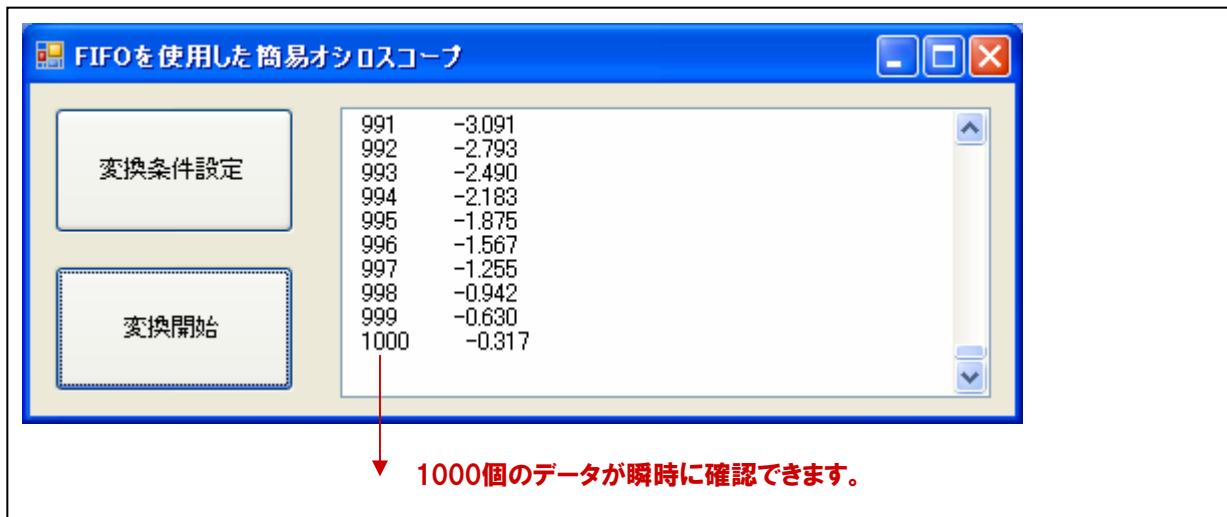 FIFOを使用した簡易オシロスコープ
変換条件設定
変換開始
991 -3.091
992 -2.793
993 -2.490
994 -2.183
995 -1.875
996 -1.567
997 -1.255
998 -0.942
999 -0.630
1000 -0.317
1000個のデータが瞬時に確認できます。